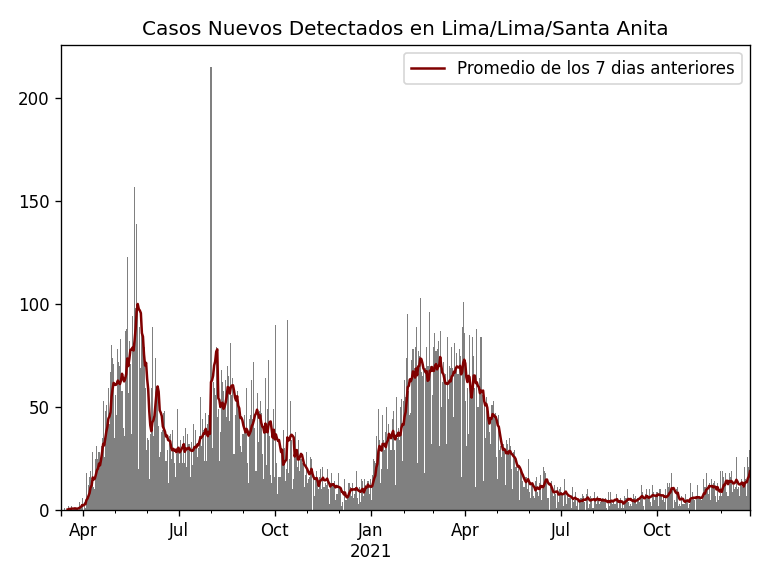 Casos Nuevos Detectados en Lima/Lima/Santa Anita
Promedio de los 7 dias anteriores
200
150
100
50
0
Apr Jul Oct Jan Apr Jul Oct
2021